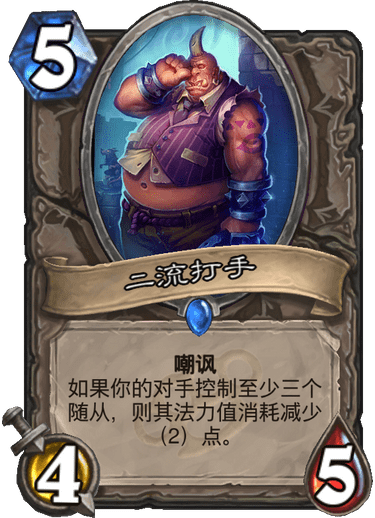 5
二流打手
嘲讽
如果你的对手控制至少三个
随从，则其法力值消耗减少
（2）点。
4
5